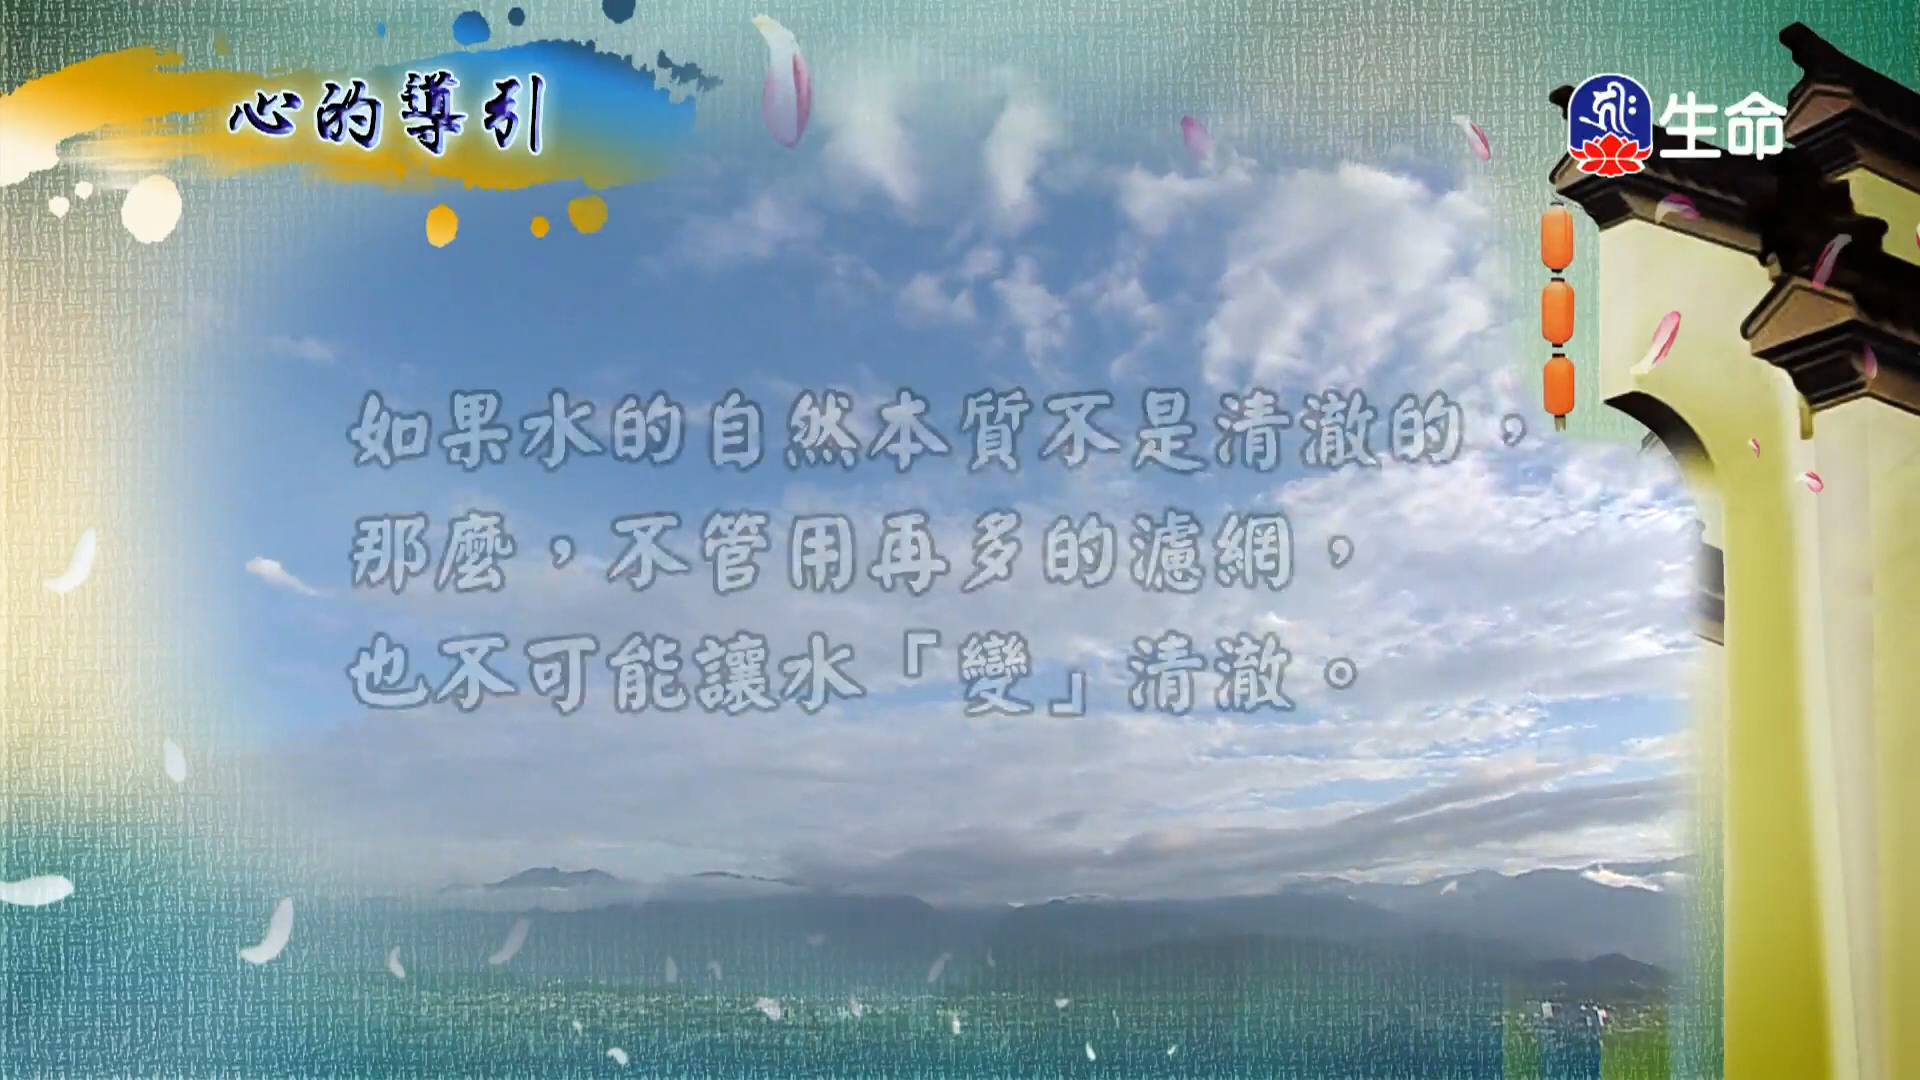 心的導引
生命
如果水的自然本質不是清澈的，
那麼，不管用再多的濾網，
也不可能讓水「變」清澈。